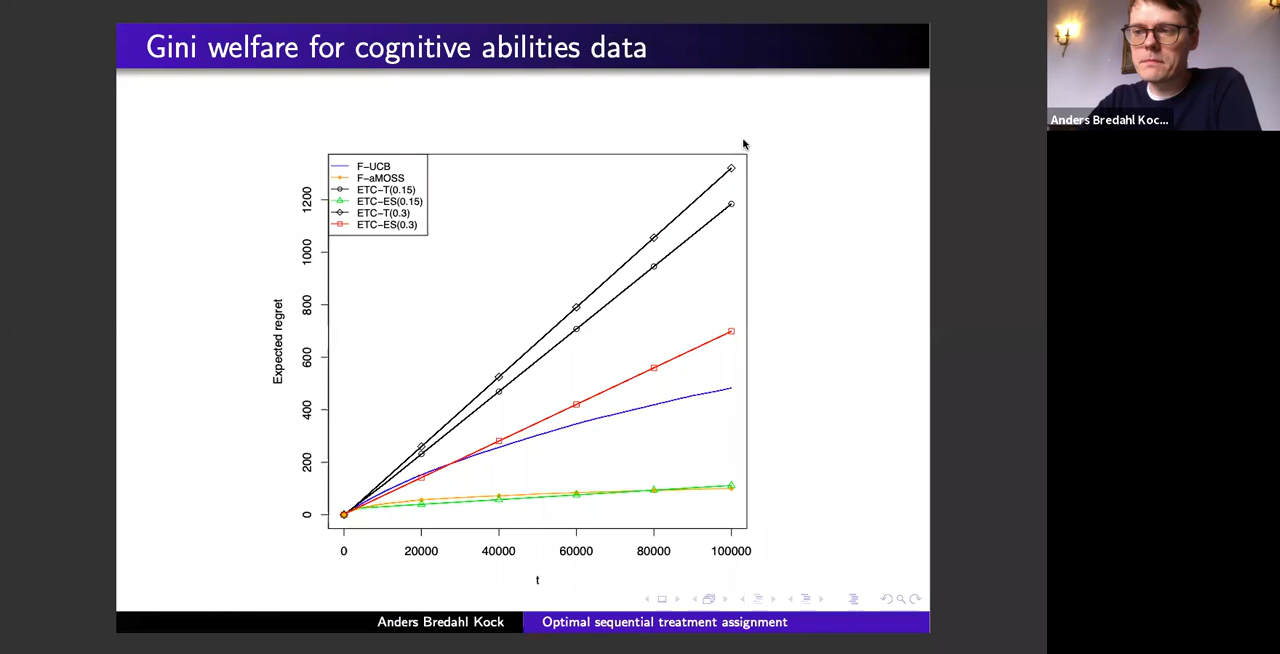 Gini welfare for cognitive abilities data
Anders Bredahl Koc...
F−UCB
F−aMOSS
ETC−T(0.15)
ETC−ES(0.15)
ETC−T(0.3)
ETC−ES(0.3)
Expected regret
1200
1000
800
600
400
200
0
0 20000 40000 60000 80000 100000
t
Anders Bredahl Kock
Optimal sequential treatment assignment